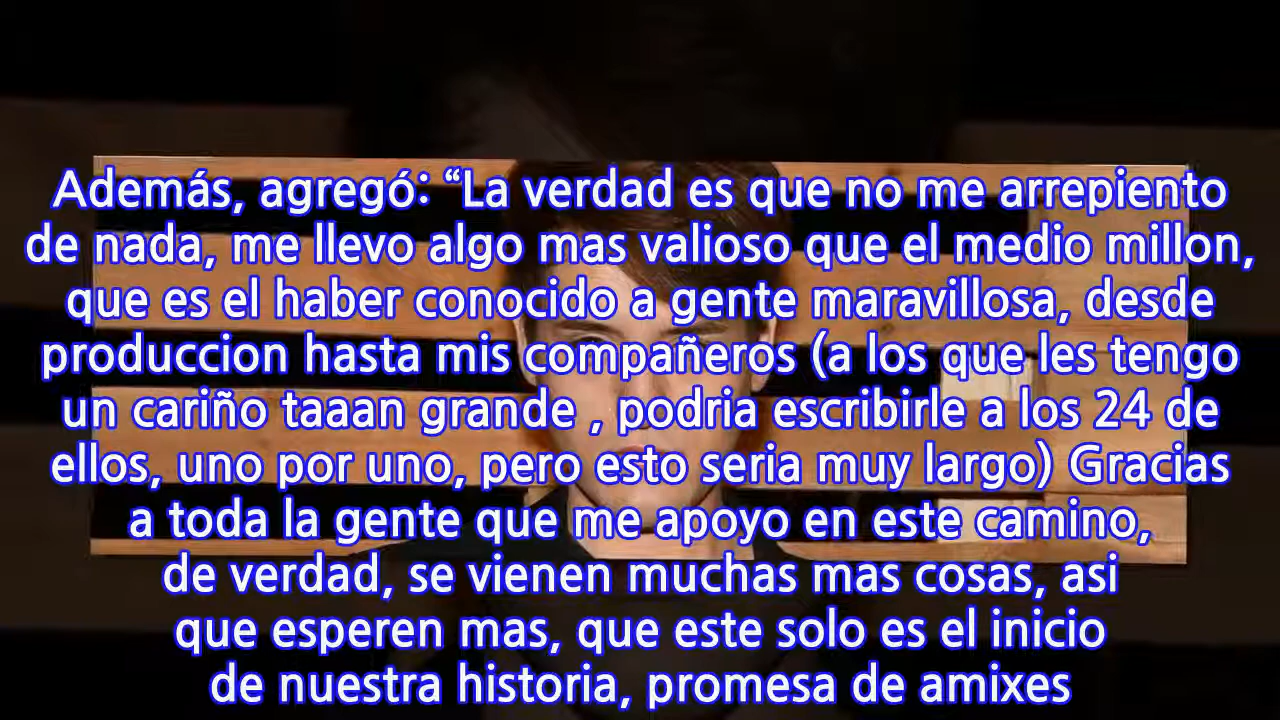 Además, agregó: “La verdad es que no me arrepiento
de nada, me llevo algo mas valioso que el medio millon,
que es el haber conocido a gente maravillosa, desde
produccion hasta mis compañeros (a los que les tengo
un cariño taaan grande , podria escribirle a los 24 de
ellos, uno por uno, pero esto seria muy largo) Gracias
a toda la gente que me apoyo en este camino,
de verdad, se vienen muchas mas cosas, asi
que esperen mas, que este solo es el inicio
de nuestra historia, promesa de amixes